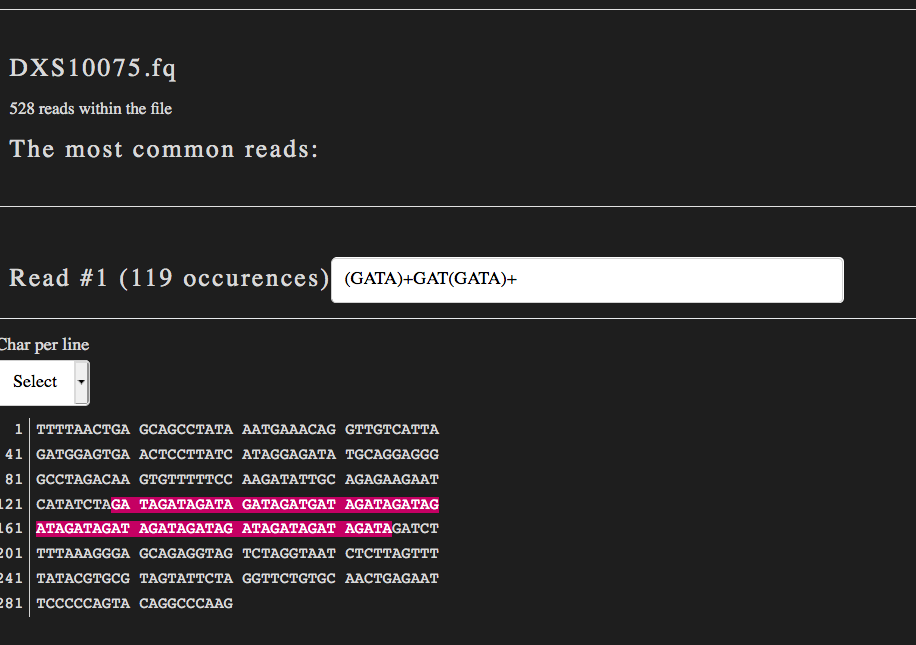 DXS10075.fq
528 reads within the file
The most common reads:
Read #1 (119 occurences) (GATA)+GAT(GATA)+
Char per line
Select
1 TTTTAACTGA GCAGCCTATA AATGAAACAG GTTGTCATTA
41 GATGGAGTGA ACTCCTTATC ATAGGAGATA TGCAGGAGGG
81 GCCTAGACAA GTGTTTTTCC AAGATATTGC AGAGAAGAAT
121 CATATCTAGA TAGATAGATA GATAGATGAT AGATAGATAG
161 ATAGATAGAT AGATAGATAG ATAGATAGAT AGATAGATCT
201 TTTAAAGGGA GCAGAGGTAG TCTAGGTAAT CTCTTAGTTT
241 TATACGTGCG TAGTATTCTA GGTTCTGTGC AACTGAGAAT
281 TCCCCCAGTA CAGGCCCAAG